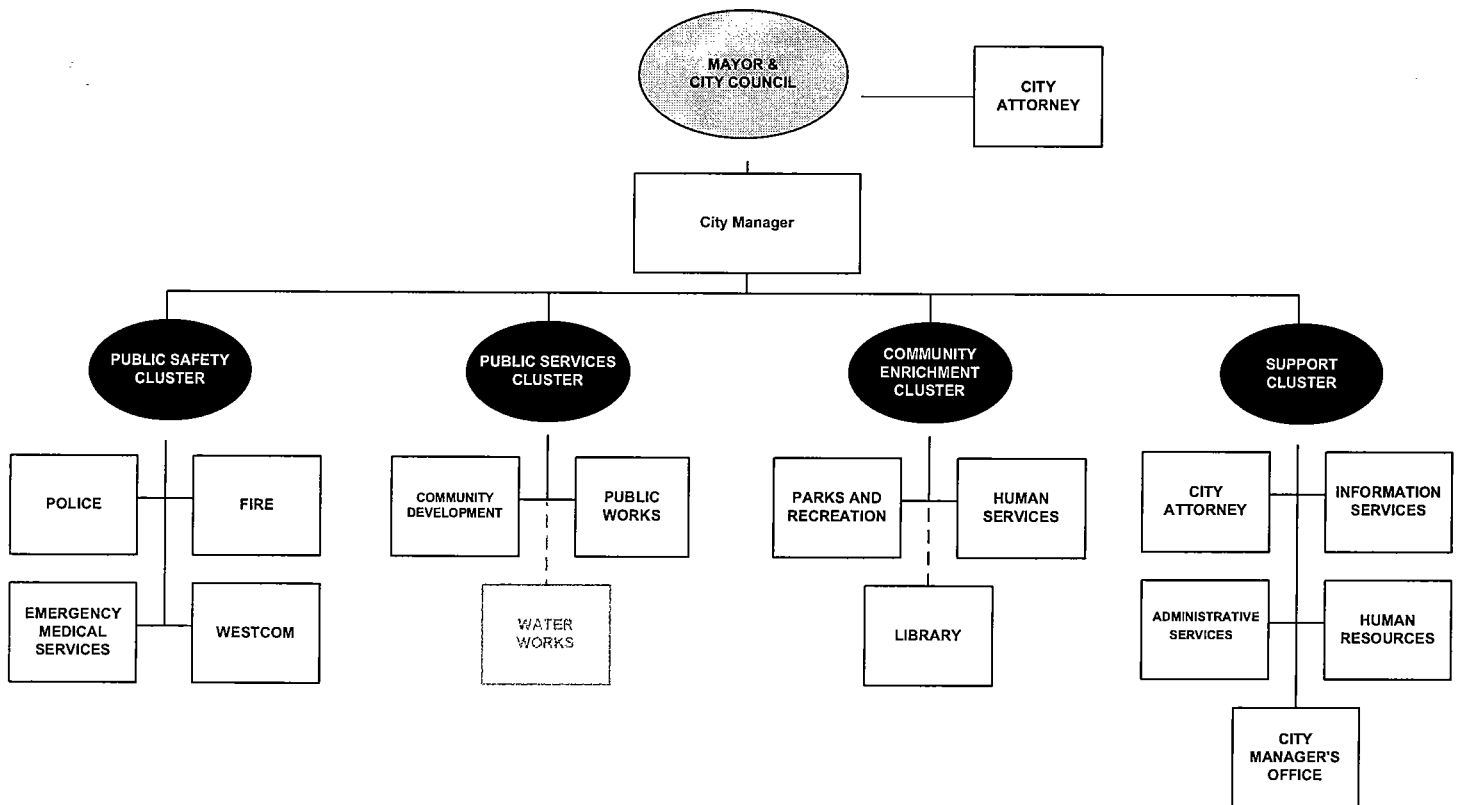 MAYOR &
CITY COUNCIL
CITY
ATTORNEY
City Manager
PUBLIC SAFETY
CLUSTER
PUBLIC SERVICES
CLUSTER
COMMUNITY
ENRICHMENT
CLUSTER
SUPPORT
CLUSTER
POLICE
FIRE
EMERGENCY
MEDICAL
SERVICES
WESTCOM
COMMUNITY
DEVELOPMENT
PUBLIC
WORKS
WATER
WORKS
PARKS AND
RECREATION
HUMAN
SERVICES
LIBRARY
CITY
ATTORNEY
INFORMATION
SERVICES
ADMINISTRATIVE
SERVICES
HUMAN
RESOURCES
CITY
MANAGER'S
OFFICE